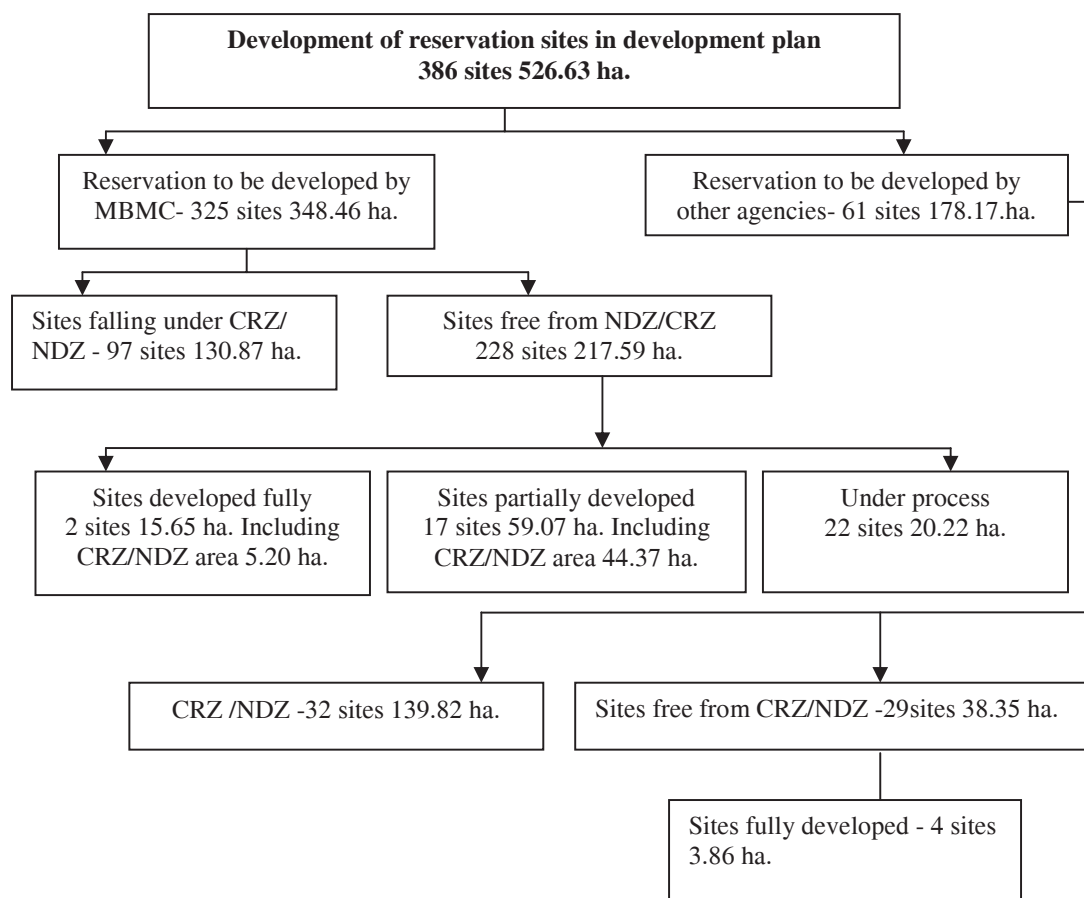 Development of reservation sites in development plan
386 sites 526.63 ha.
Reservation to be developed by
MBMC- 325 sites 348.46 ha.
Reservation to be developed by
other agencies- 61 sites 178.17.ha.
Sites falling under CRZ/
NDZ - 97 sites 130.87 ha.
Sites free from NDZ/CRZ
228 sites 217.59 ha.
Sites developed fully
2 sites 15.65 ha. Including
CRZ/NDZ area 5.20 ha.
Sites partially developed
17 sites 59.07 ha. Including
CRZ/NDZ area 44.37 ha.
Under process
22 sites 20.22 ha.
CRZ /NDZ -32 sites 139.82 ha.
Sites free from CRZ/NDZ -29sites 38.35 ha.
Sites fully developed - 4 sites
3.86 ha.